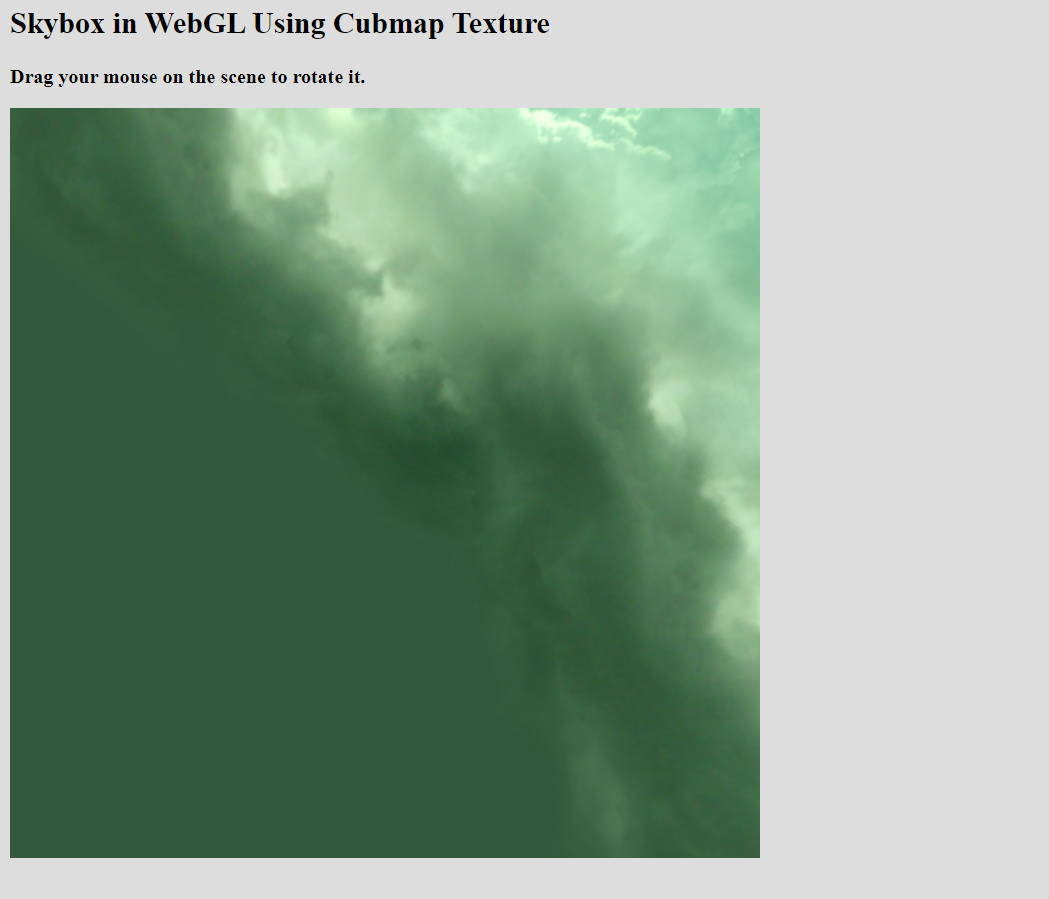 Skybox in WebGL Using Cubmap Texture
Drag your mouse on the scene to rotate it.